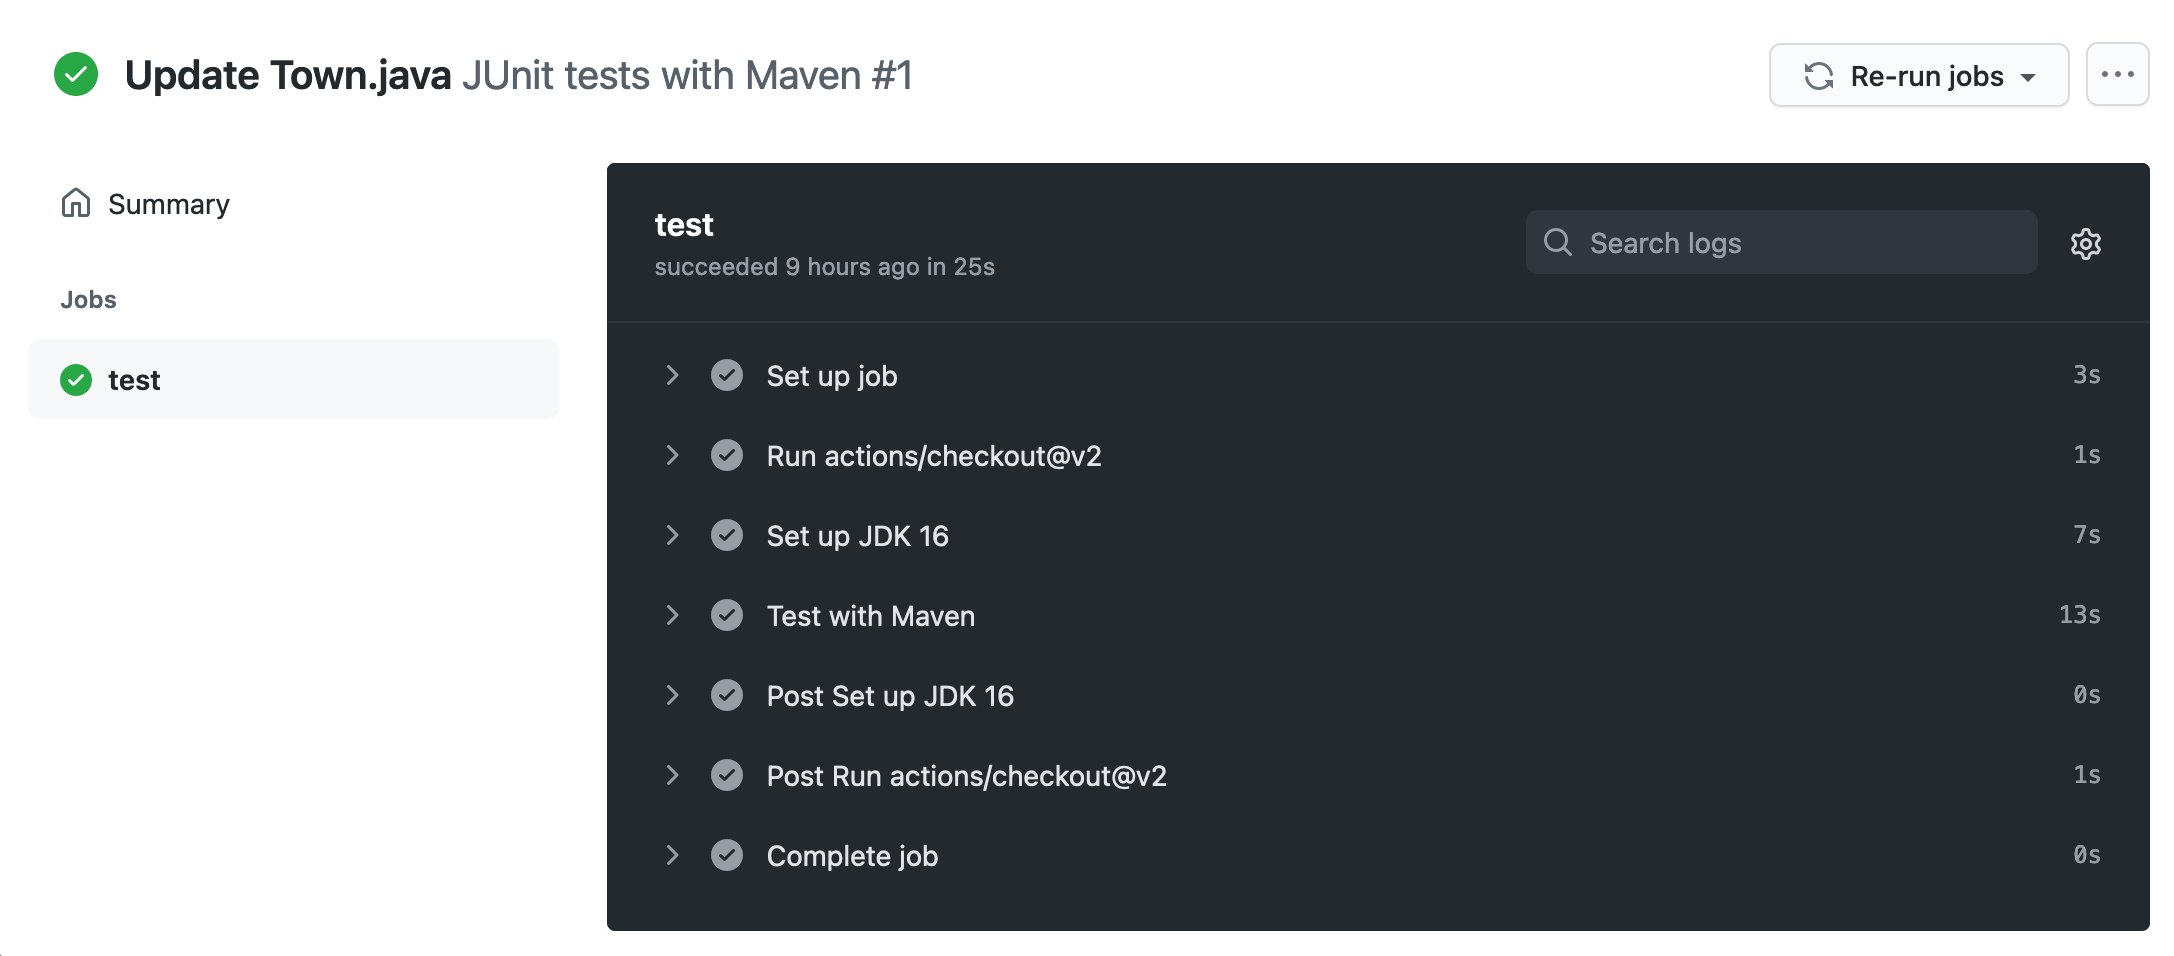 Update Town.java JUnit tests with Maven #1
Re-run jobs
Summary
Jobs
test
test
succeeded 9 hours ago in 25s
Search logs
Set up job 3s
Run actions/checkout@v2 1s
Set up JDK 16 7s
Test with Maven 13s
Post Set up JDK 16 0s
Post Run actions/checkout@v2 1s
Complete job 0s